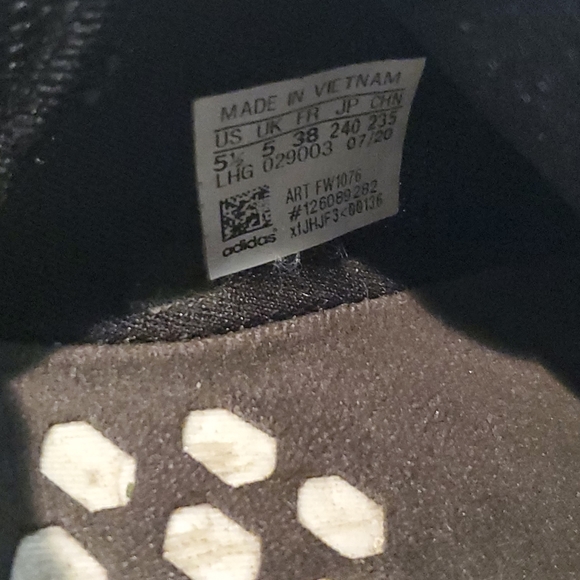 MADE IN VIETNAM
US UK FR JP CHN
5½ 5 38 240 235
LHG 029003 07/20
ART FW1076
#126089282
x1JHJF3<00136
adidas